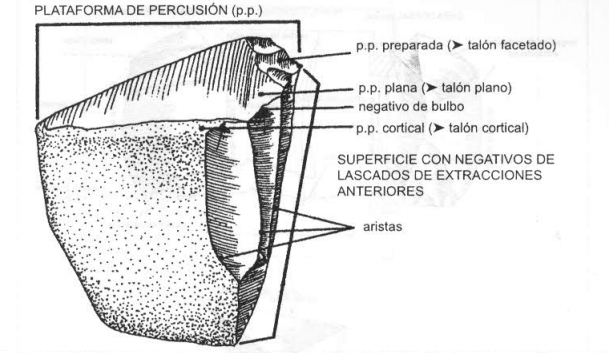 PLATAFORMA DE PERCUSIÓN (p.p.)
p.p. preparada (➤ talón facetado)
p.p. plana (➤ talón plano)
negativo de bulbo
p.p. cortical (➤ talón cortical)
SUPERFICIE CON NEGATIVOS DE
LASCADOS DE EXTRACCIONES
ANTERIORES
aristas